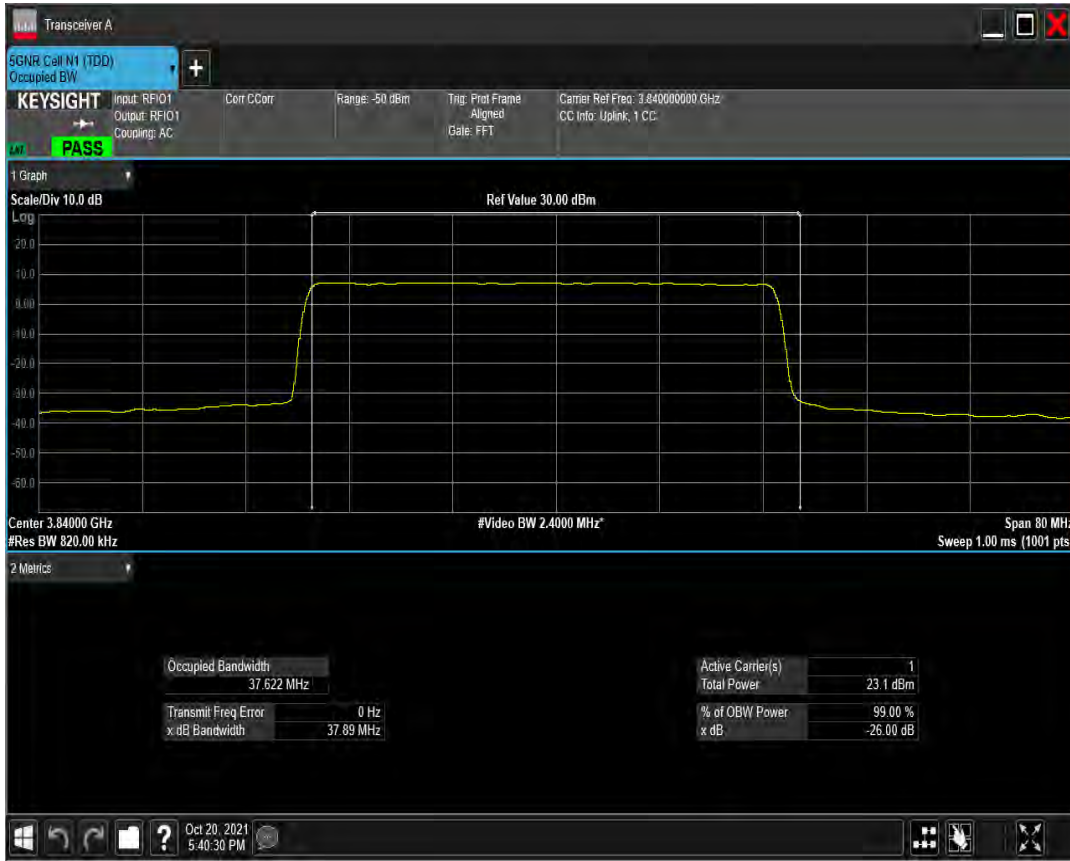 Transceiver A
5GNR Cell N1 (TDD)
Occupied BW
+
KEYSIGHT
Input: RFIO1
Output: RFIO1
Coupling: AC
Corr CCorr
Range: -50 dBm
Trig: Prot Frame
Aligned
Gate: FFT
Carrier Ref Freq: 3.840000000 GHz
CC Info: Uplink, 1 CC
PASS
1 Graph
Scale/Div 10.0 dB
Ref Value 30.00 dBm
Log
20.0
10.0
0.00
-10.0
-20.0
-30.0
-40.0
-50.0
-60.0
Center 3.84000 GHz
#Video BW 2.4000 MHz*
Span 80 MHz
#Res BW 820.00 kHz
Sweep 1.00 ms (1001 pts
2 Metrics
Occupied Bandwidth
37.622 MHz
Transmit Freq Error 0 Hz
x dB Bandwidth 37.89 MHz
Active Carrier(s) 1
Total Power 23.1 dBm
% of OBW Power 99.00 %
x dB -26.00 dB
?
Oct 20, 2021
5:40:30 PM